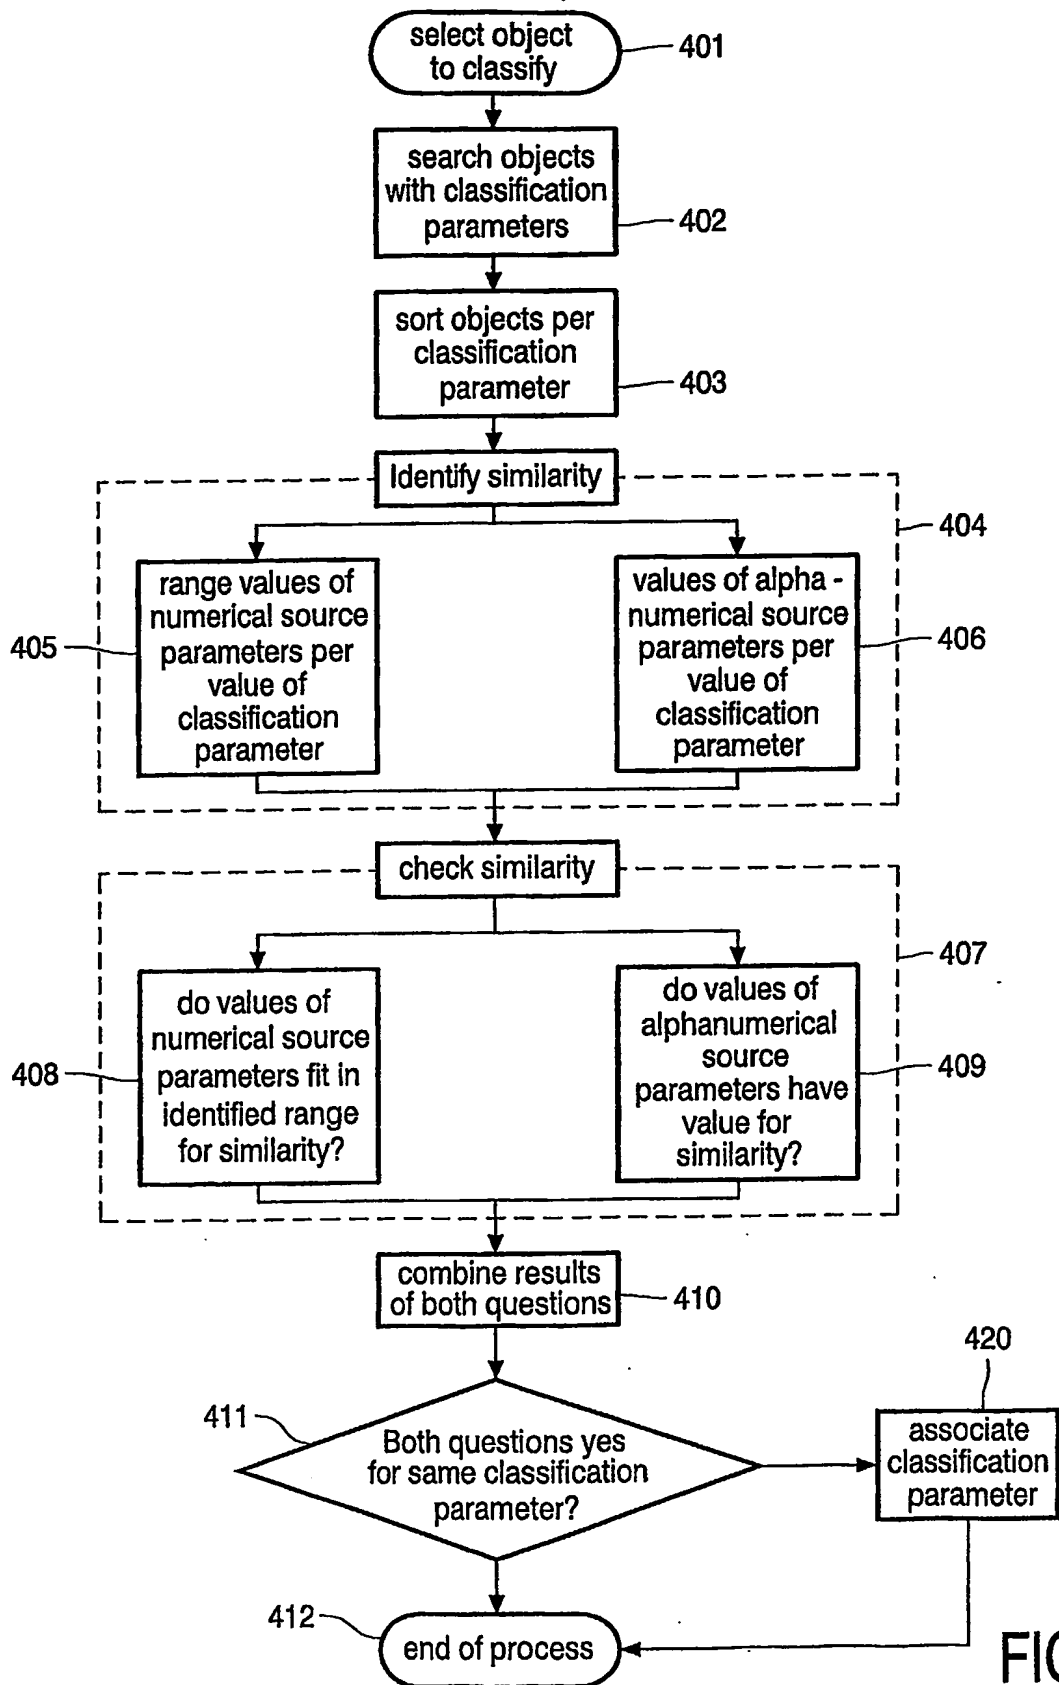 select object
to classify
401
search objects
with classification
parameters
402
sort objects per
classification
parameter
403
Identify similarity
404
range values of
numerical source
parameters per
value of
classification
parameter
405
values of alpha -
numerical source
parameters per
value of
classification
parameter
406
check similarity
407
do values of
numerical source
parameters fit in
identified range
for similarity?
408
do values of
alphanumerical
source
parameters have
value for
similarity?
409
combine results
of both questions
410
420
411
Both questions yes
for same classification
parameter?
associate
classification
parameter
412
end of process
FIG